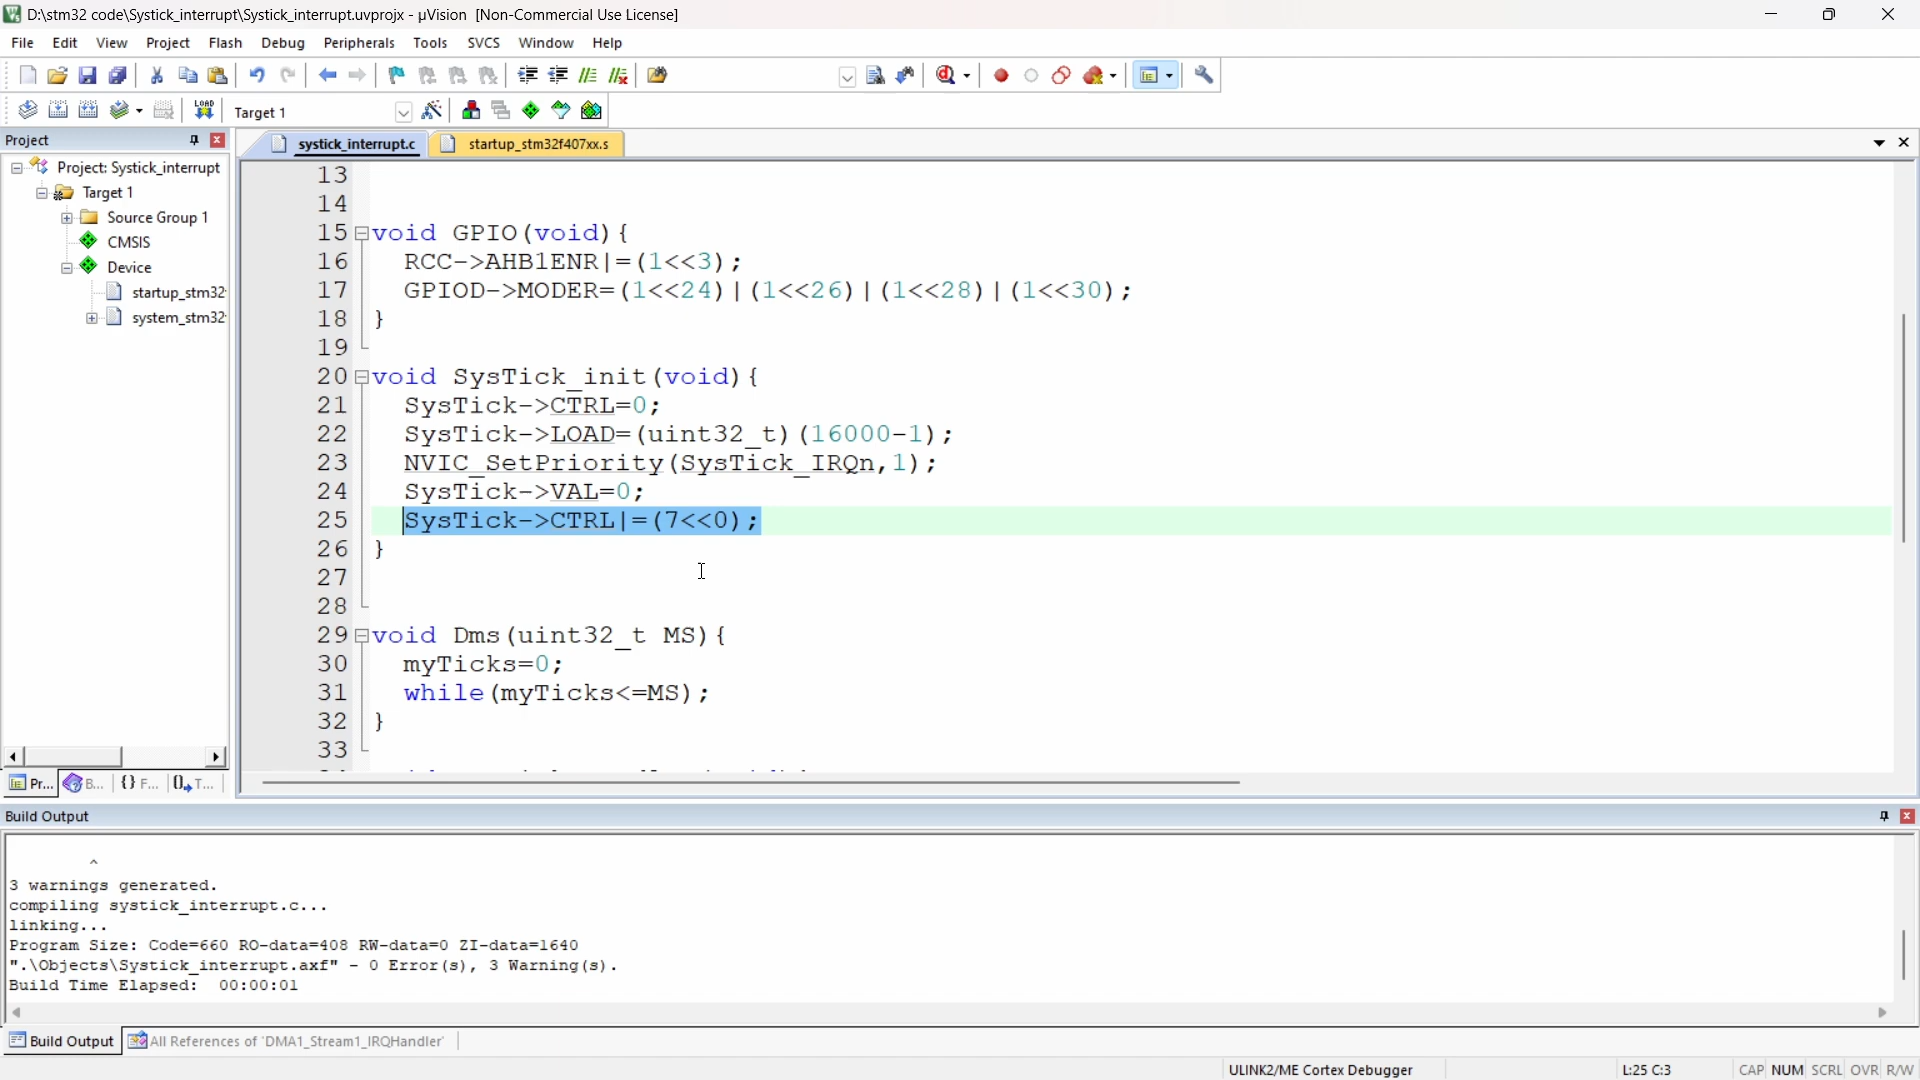 D:\stm32 code\Systick_interrupt\Systick_interrupt.uvprojx - µVision [Non-Commercial Use License]
File Edit View Project Flash Debug Peripherals Tools SVCS Window Help
LOAD Target 1
Project
Project: Systick_interrupt
Target 1
Source Group 1
CMSIS
Device
startup_stm32
system_stm32
Pr... B... {} F... T...
systick_interrupt.c startup_stm32f407xx.s
13
14
15 void GPIO(void){
16 RCC->AHB1ENR|=(1<<3);
17 GPIOD->MODER=(1<<24)|(1<<26)|(1<<28)|(1<<30);
18 }
19
20 void SysTick_init(void){
21 SysTick->CTRL=0;
22 SysTick->LOAD=(uint32_t)(16000-1);
23 NVIC_SetPriority(SysTick_IRQn,1);
24 SysTick->VAL=0;
25 SysTick->CTRL|=(7<<0);
26 }
27
28
29 void Dms(uint32_t MS){
30 myTicks=0;
31 while(myTicks<=MS);
32 }
33
Build Output
^
3 warnings generated.
compiling systick_interrupt.c...
linking...
Program Size: Code=660 RO-data=408 RW-data=0 ZI-data=1640
".\Objects\Systick_interrupt.axf" - 0 Error(s), 3 Warning(s).
Build Time Elapsed: 00:00:01
Build Output All References of 'DMA1_Stream1_IRQHandler'
ULINK2/ME Cortex Debugger L:25 C:3 CAP NUM SCRL OVR R/W